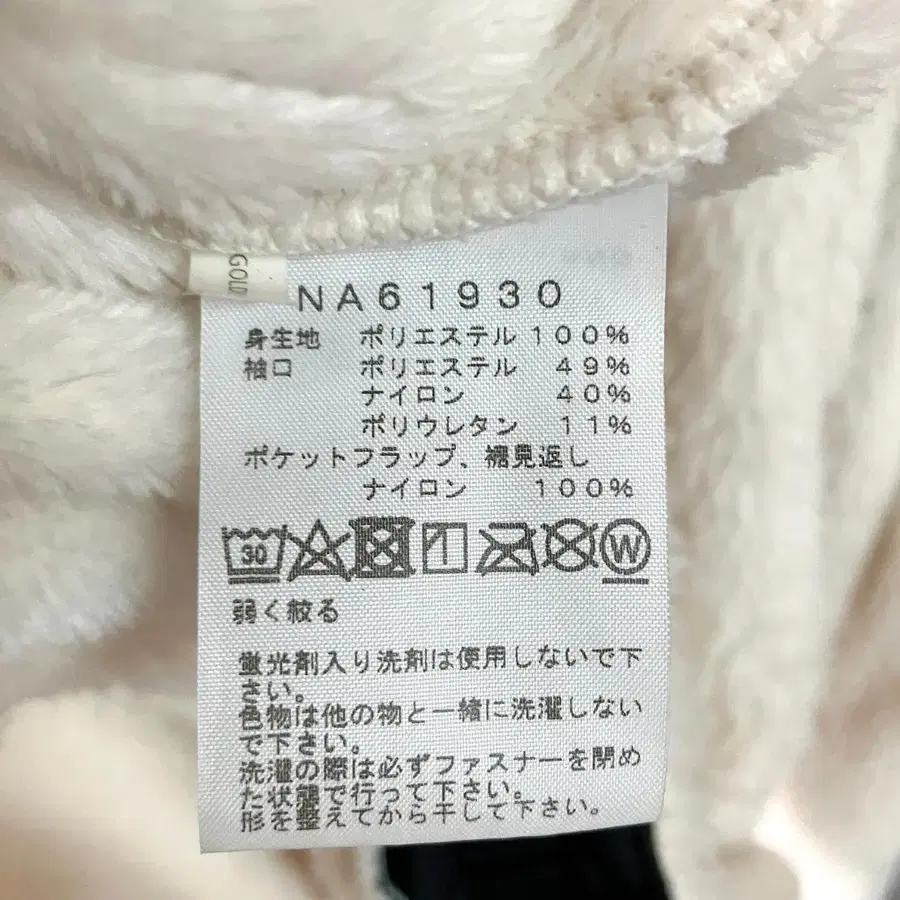 GOLD
NA61930
身生地 ポリエステル 100%
袖口 ポリエステル 49%
ナイロン 40%
ポリウレタン 11%
ポケットフラップ、裾見返し
ナイロン 100%
30 1 W
弱く絞る
蛍光剤入り洗剤は使用しないで下
さい。
色物は他の物と一緒に洗濯しない
で下さい。
洗濯の際は必ずファスナーを閉め
た状態で行って下さい。
形を整えてから干して下さい。